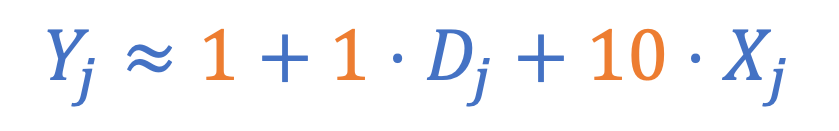 Yⱼ ≈ 1 + 1 · Dⱼ + 10 · Xⱼ